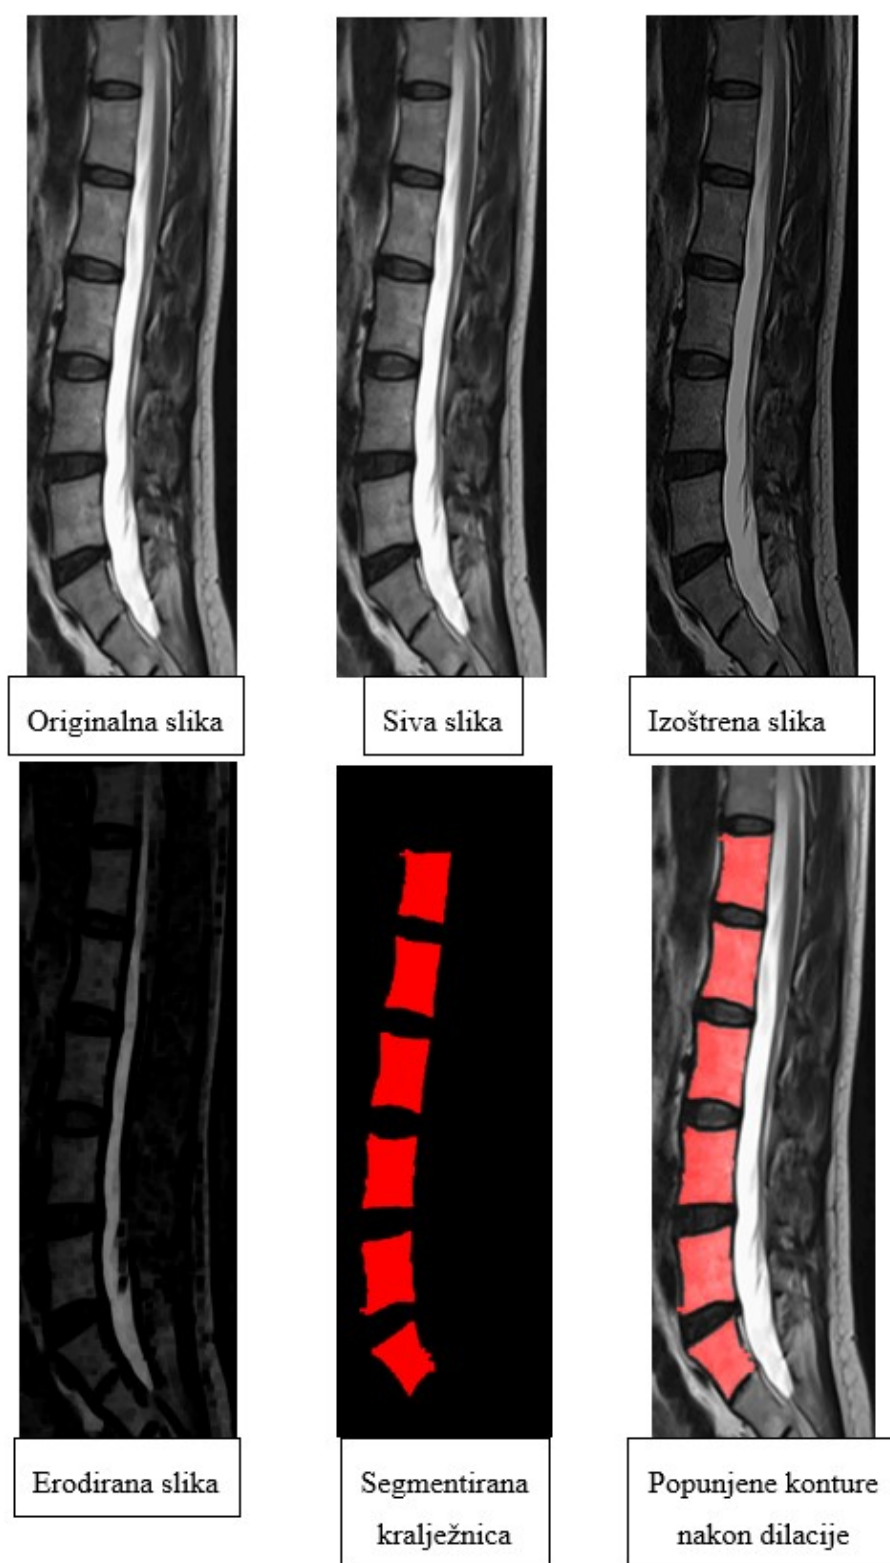 Originalna slika
Siva slika
Izoštrena slika
Erodirana slika
Segmentirana
kralježnica
Popunjene konture
nakon dilacije